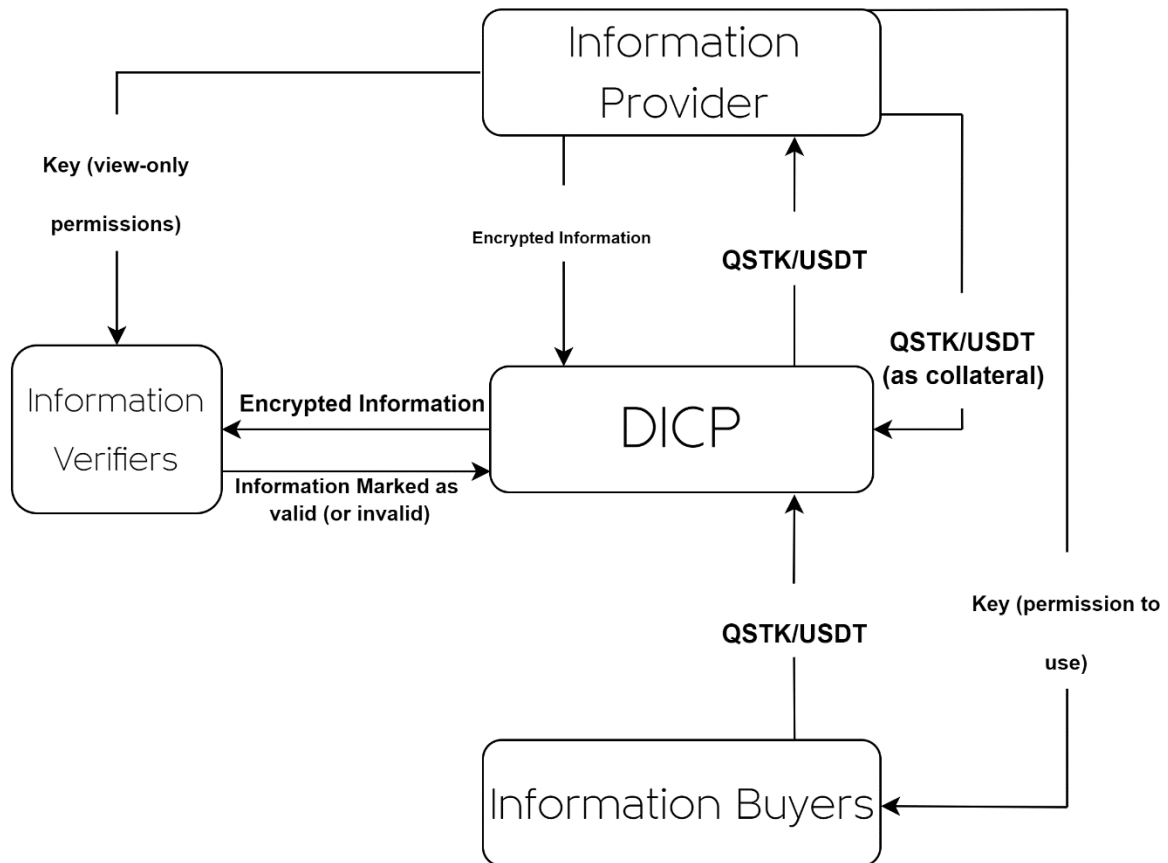 Information
Provider
Key (view-only
permissions)
Encrypted Information
QSTK/USDT
QSTK/USDT
(as collateral)
Information
Verifiers
Encrypted Information
DICP
Information Marked as
valid (or invalid)
QSTK/USDT
Key (permission to
use)
Information Buyers